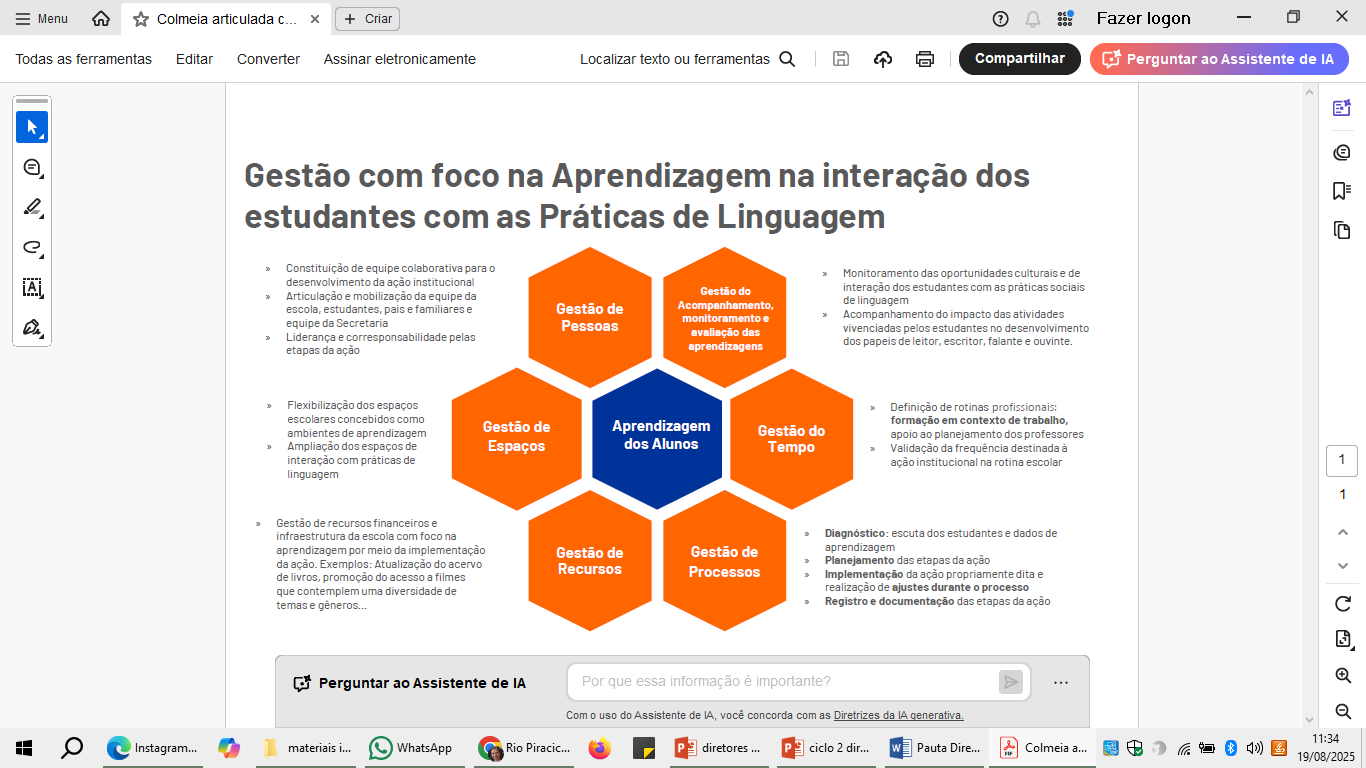 Menu
Colmeia articulada c...
Criar
Fazer logon
Todas as ferramentas
Editar
Converter
Assinar eletronicamente
Localizar texto ou ferramentas
Compartilhar
Perguntar ao Assistente de IA
Gestão com foco na Aprendizagem na interação dos
estudantes com as Práticas de Linguagem
» Constituição de equipe colaborativa para o
desenvolvimento da ação institucional
» Articulação e mobilização da equipe da
escola, estudantes, pais e familiares e
equipe da Secretaria
» Liderança e corresponsabilidade pelas
etapas da ação
Gestão de
Pessoas
Gestão do
Acompanhamento,
monitoramento e
avaliação das
aprendizagens
» Monitoramento das oportunidades culturais e de
interação dos estudantes com as práticas sociais
de linguagem
» Acompanhamento do impacto das atividades
vivenciadas pelos estudantes no desenvolvimento
dos papeis de leitor, escritor, falante e ouvinte.
» Flexibilização dos espaços
escolares concebidos como
ambientes de aprendizagem
» Ampliação dos espaços de
interação com práticas de
linguagem
Gestão de
Espaços
Aprendizagem
dos Alunos
Gestão do
Tempo
» Definição de rotinas profissionais:
formação em contexto de trabalho,
apoio ao planejamento dos professores
» Validação da frequência destinada à
ação institucional na rotina escolar
» Gestão de recursos financeiros e
infraestrutura da escola com foco na
aprendizagem por meio da implementação
da ação. Exemplos: Atualização do acervo
de livros, promoção do acesso a filmes
que contemplem uma diversidade de
temas e gêneros...
Gestão de
Recursos
Gestão de
Processos
» Diagnóstico: escuta dos estudantes e dados de
aprendizagem
» Planejamento das etapas da ação
» Implementação da ação propriamente dita e
realização de ajustes durante o processo
» Registro e documentação das etapas da ação
1
1
Perguntar ao Assistente de IA
Por que essa informação é importante?
Com o uso do Assistente de IA, você concorda com as Diretrizes da IA generativa.
Instagram...
materiais i...
WhatsApp
Rio Piracic...
diretores ...
ciclo 2 dir...
Pauta Dire...
Colmeia a...
11:34
19/08/2025